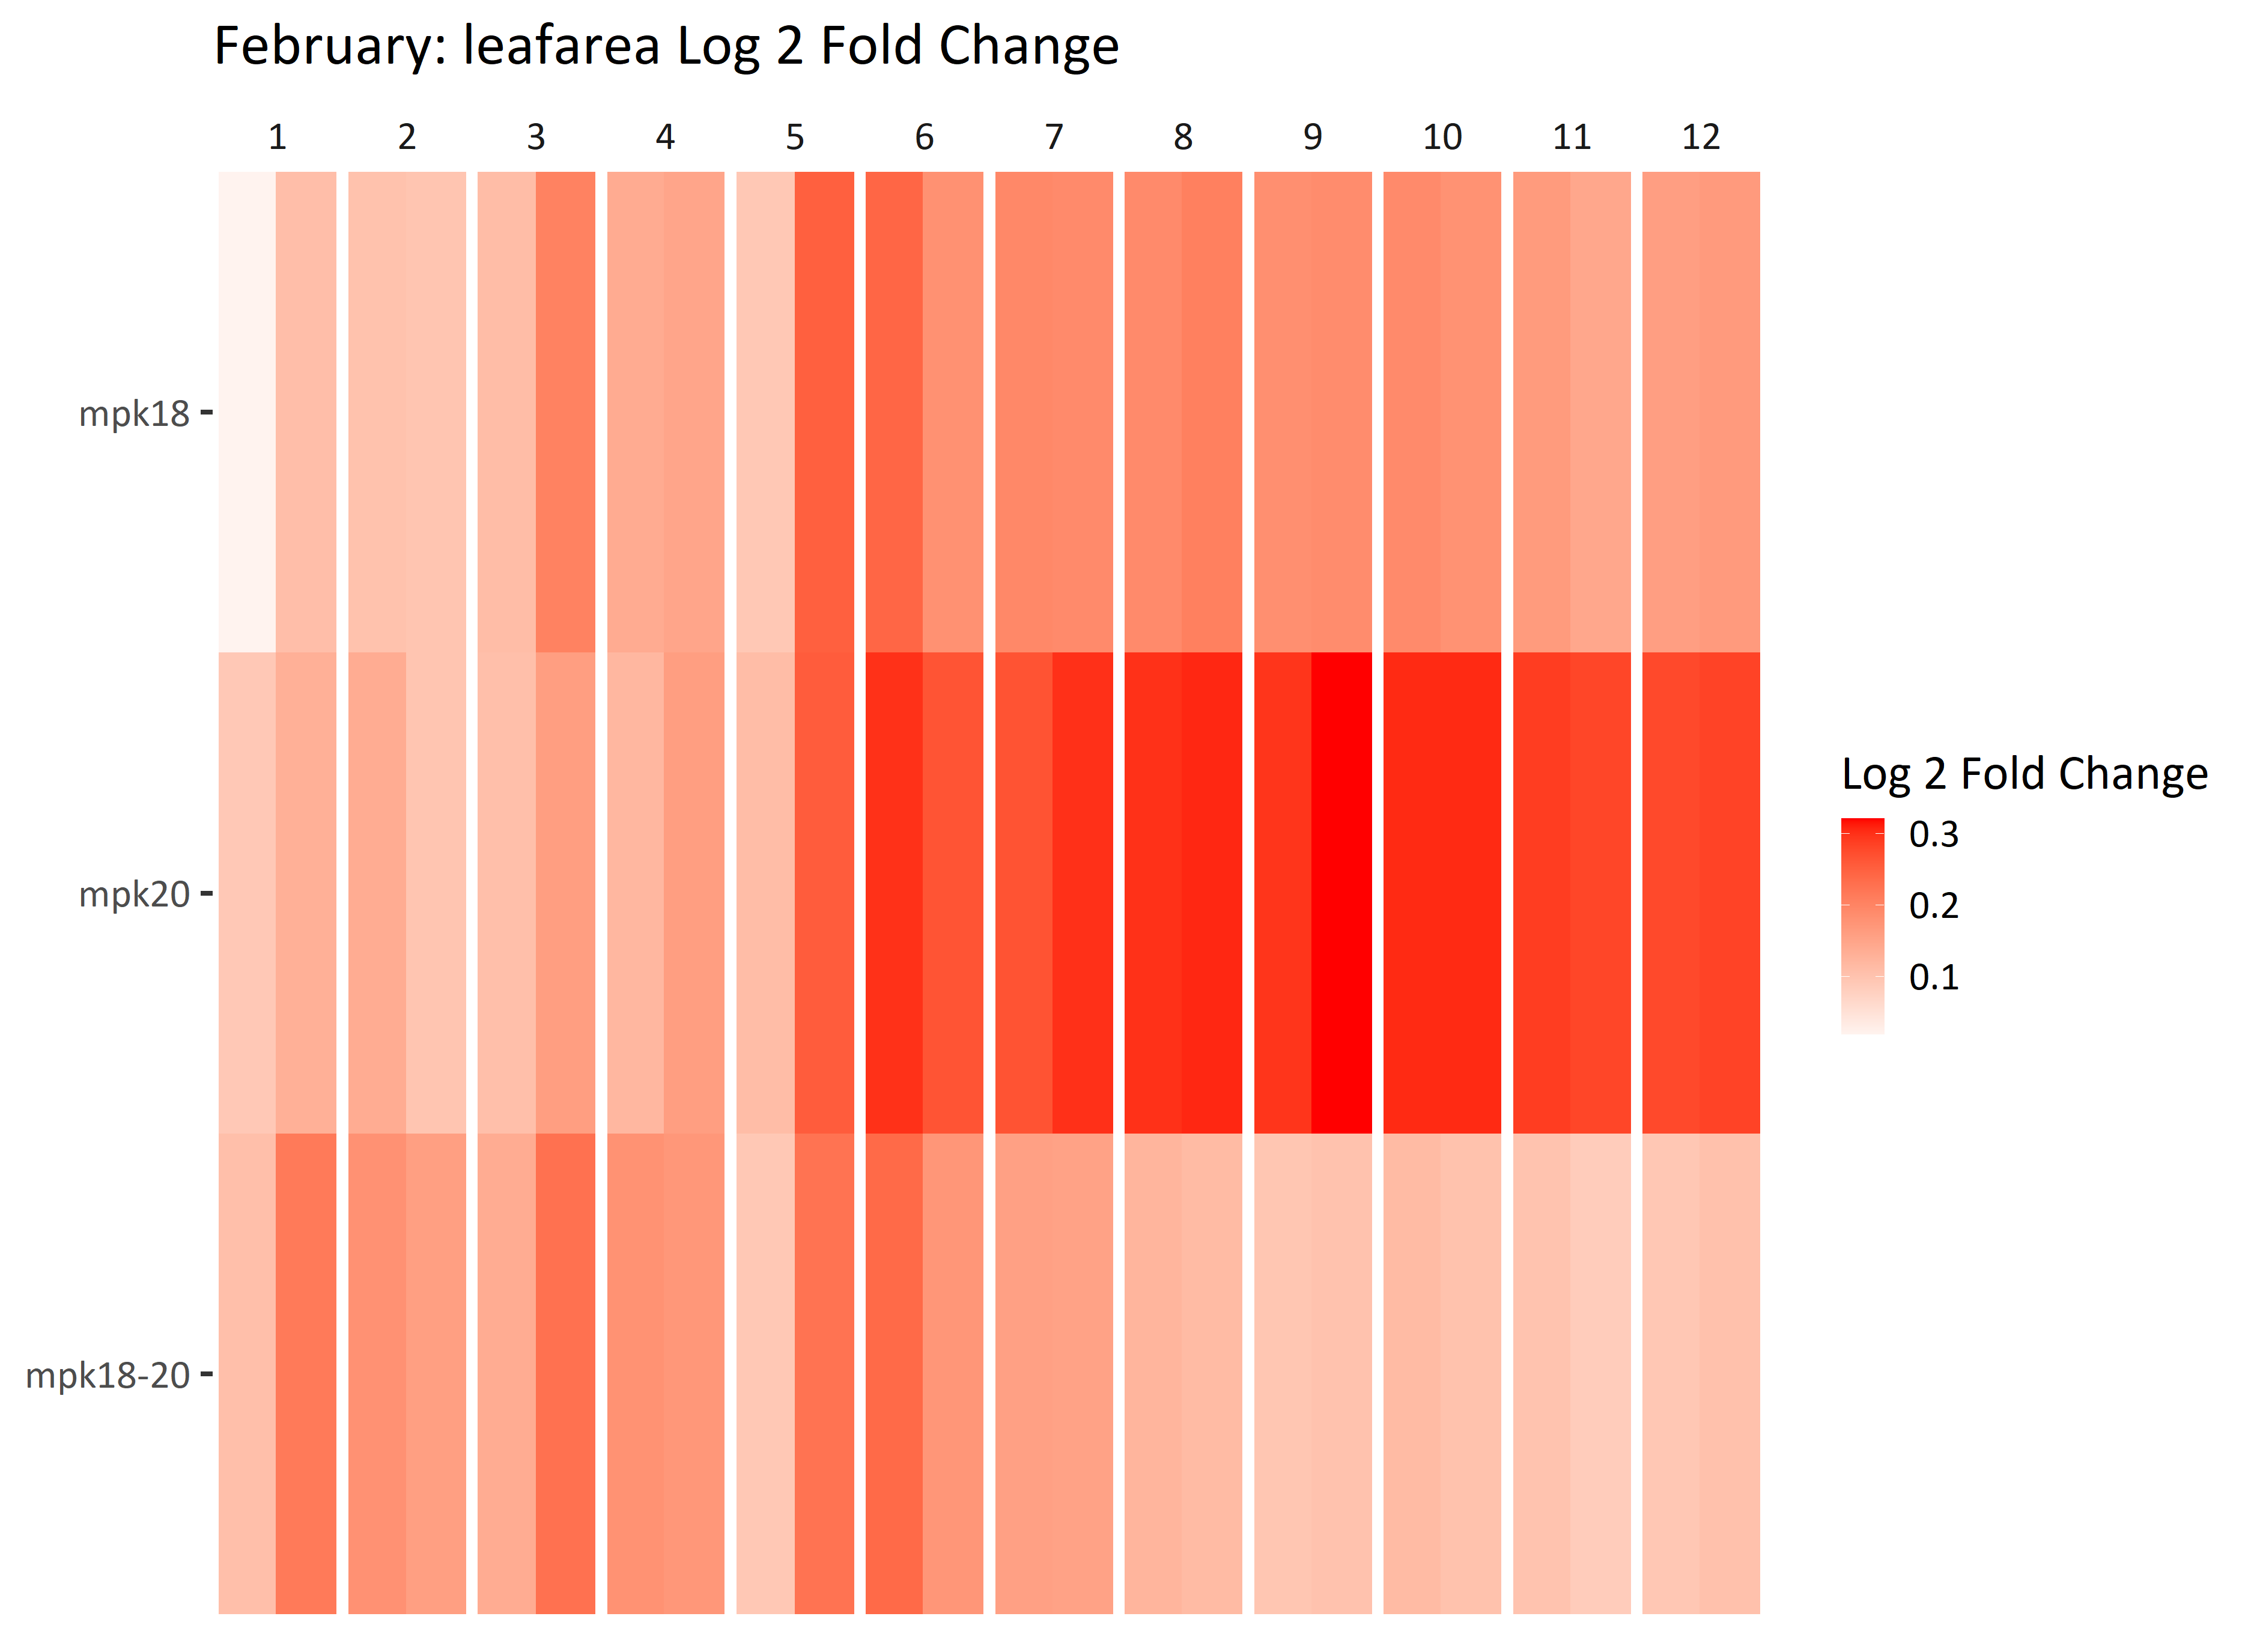 February: leafarea Log 2 Fold Change
1 2 3 4 5 6 7 8 9 10 11 12
mpk18
mpk20
mpk18-20
Log 2 Fold Change
0.3
0.2
0.1